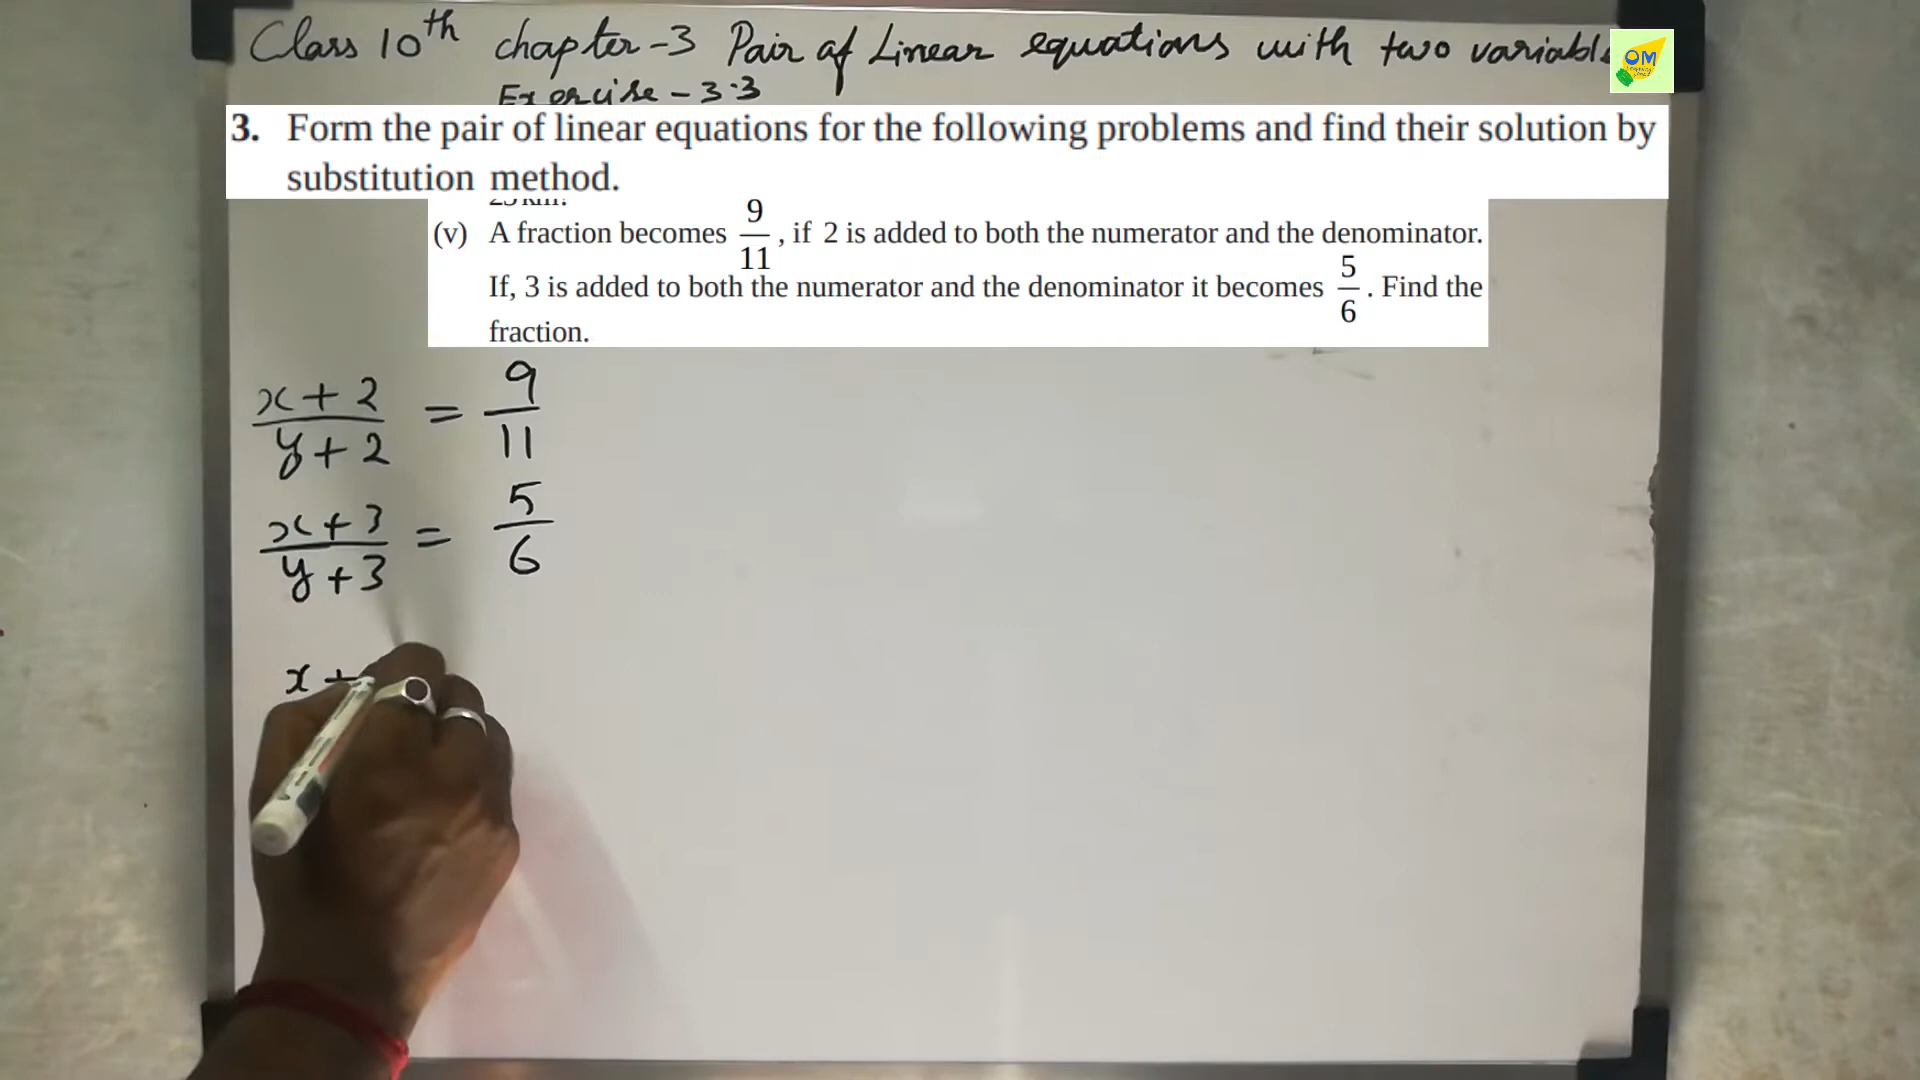 Class 10th chapter-3 Pair of Linear equations with two variabl
Exercise - 3.3
OM
3. Form the pair of linear equations for the following problems and find their solution by
substitution method.
(v) A fraction becomes 9/11, if 2 is added to both the numerator and the denominator.
If, 3 is added to both the numerator and the denominator it becomes 5/6. Find the
fraction.
x+2/y+2 = 9/11
x+3/y+3 = 5/6
x +